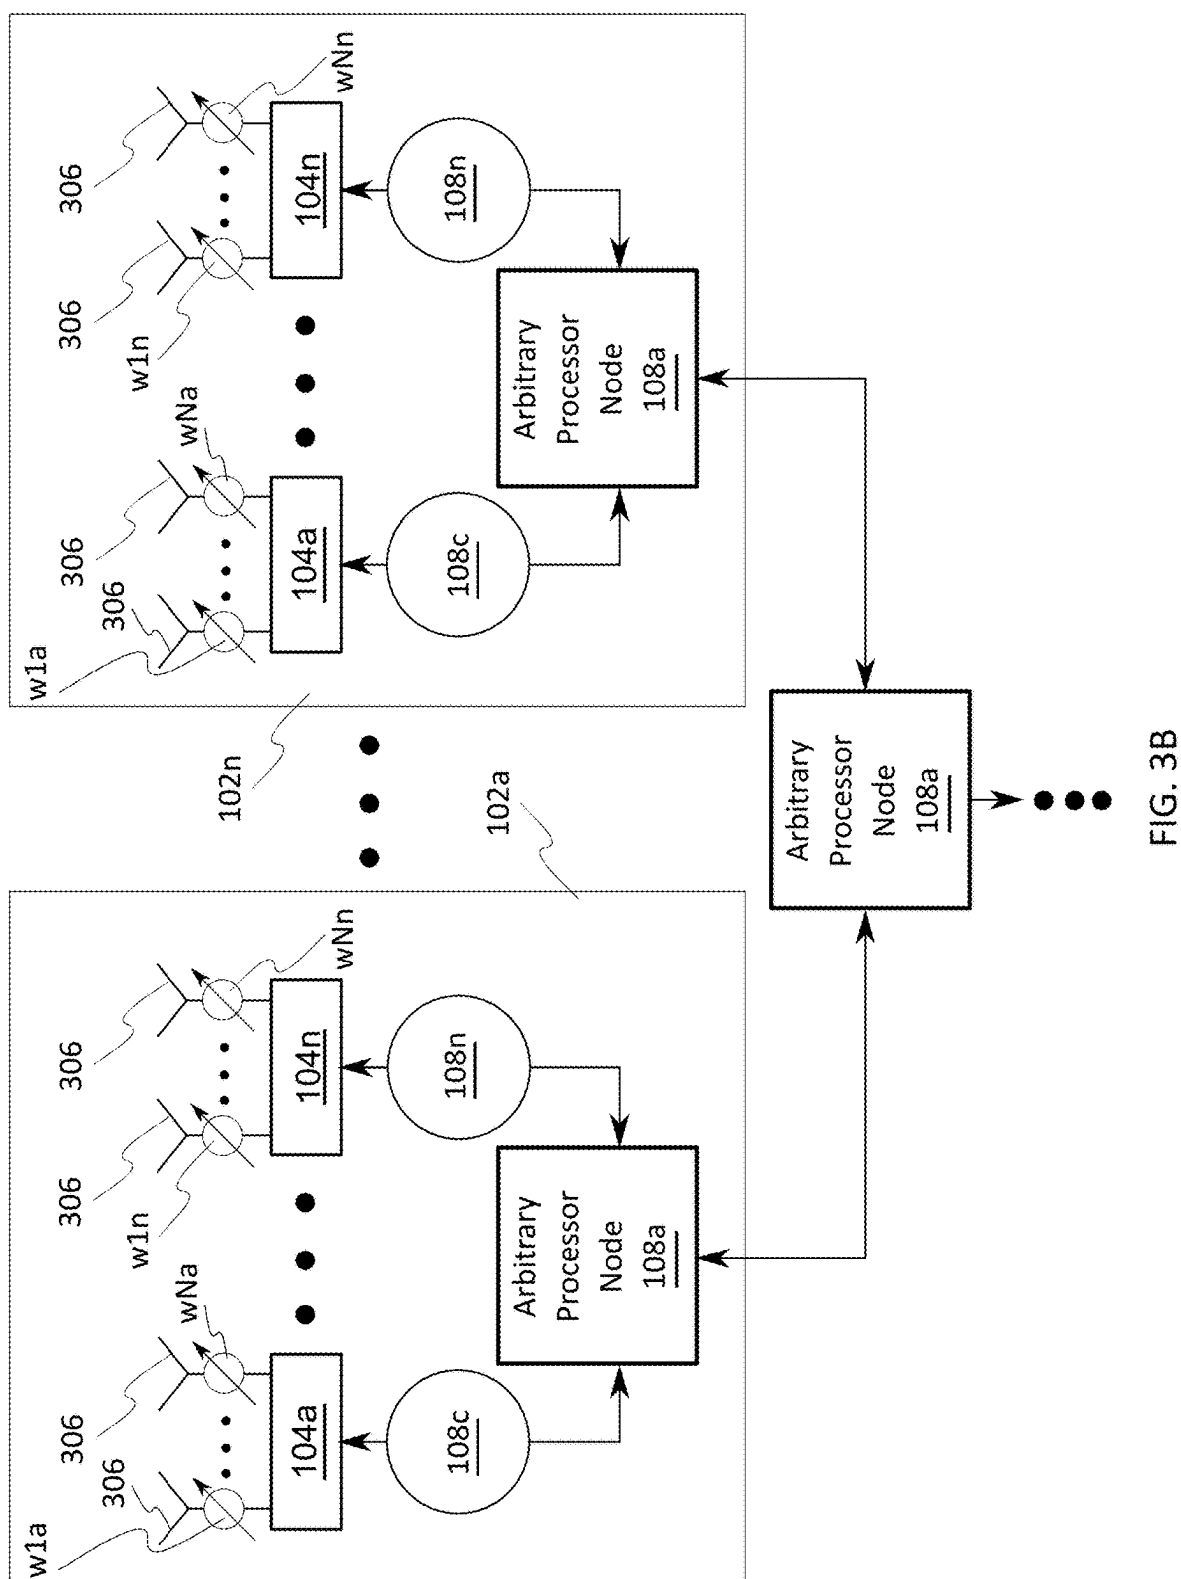 w1a
306
306
wNa
w1n
306
306
wNn
104a
104n
108c
108n
Arbitrary
Processor
Node
108a
102a
102n
w1a
306
306
wNa
w1n
306
306
wNn
104a
104n
108c
108n
Arbitrary
Processor
Node
108a
Arbitrary
Processor
Node
108a
FIG. 3B